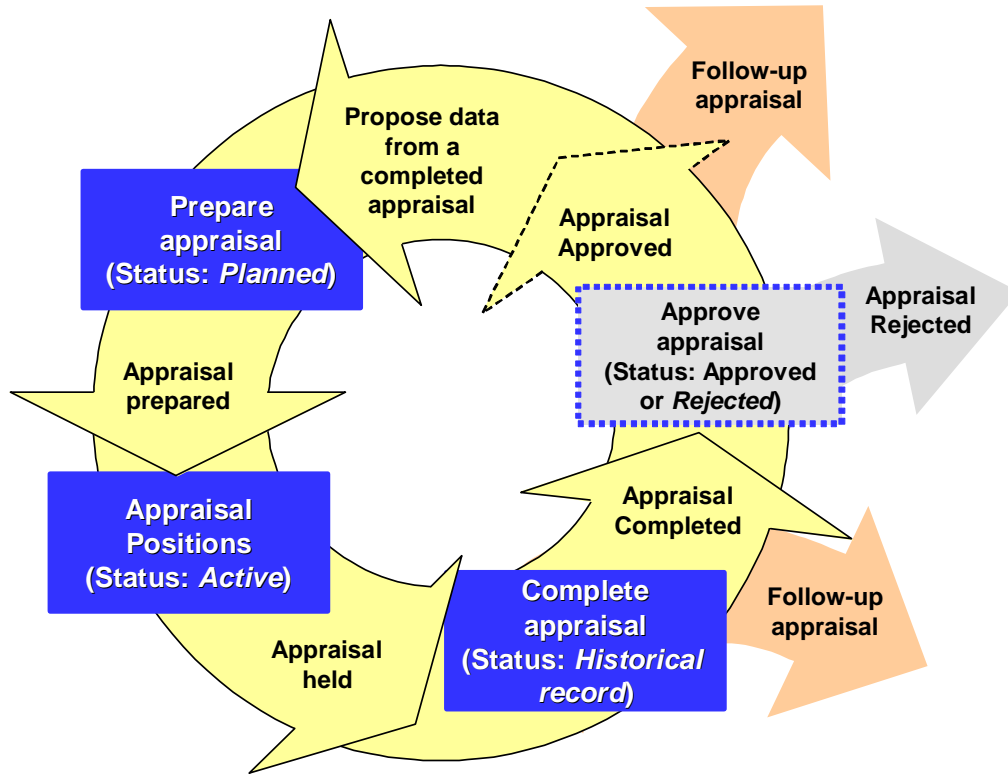 Follow-up
appraisal
Propose data
from a
completed
appraisal
Prepare
appraisal
(Status: Planned)
Appraisal
Approved
Appraisal
Rejected
Approve
appraisal
(Status: Approved
or Rejected)
Appraisal
prepared
Appraisal
Positions
(Status: Active)
Appraisal
Completed
Complete
appraisal
(Status: Historical
record)
Follow-up
appraisal
Appraisal
held